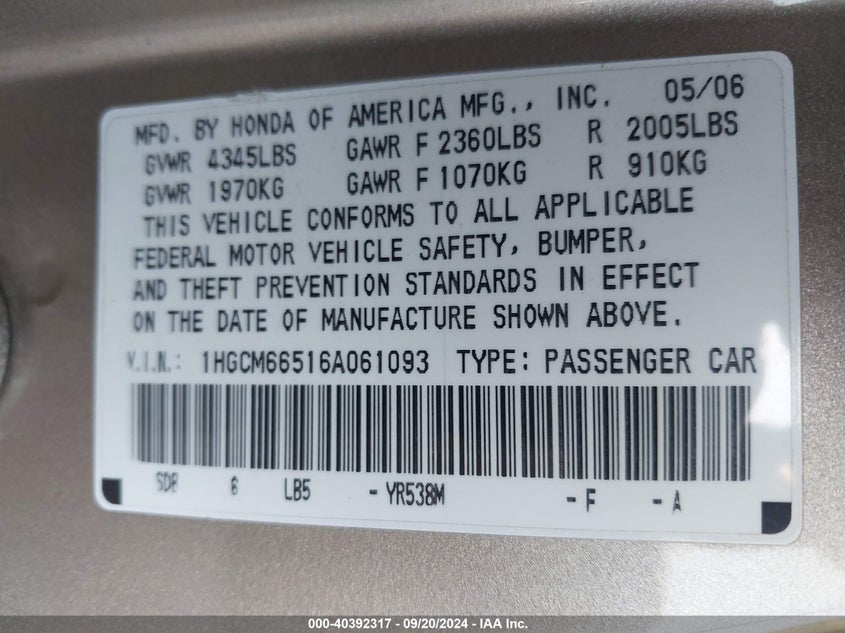 MFD. BY HONDA OF AMERICA MFG., INC. 05/06
GVWR 4345LBS GAWR F 2360LBS R 2005LBS
GVWR 1970KG GAWR F 1070KG R 910KG
THIS VEHICLE CONFORMS TO ALL APPLICABLE
FEDERAL MOTOR VEHICLE SAFETY, BUMPER,
AND THEFT PREVENTION STANDARDS IN EFFECT
ON THE DATE OF MANUFACTURE SHOWN ABOVE.
V.I.N.: 1HGCM66516A061093 TYPE: PASSENGER CAR
SDB 6 LB5 - YR538M - F - A
000-40392317 - 09/20/2024 - IAA Inc.